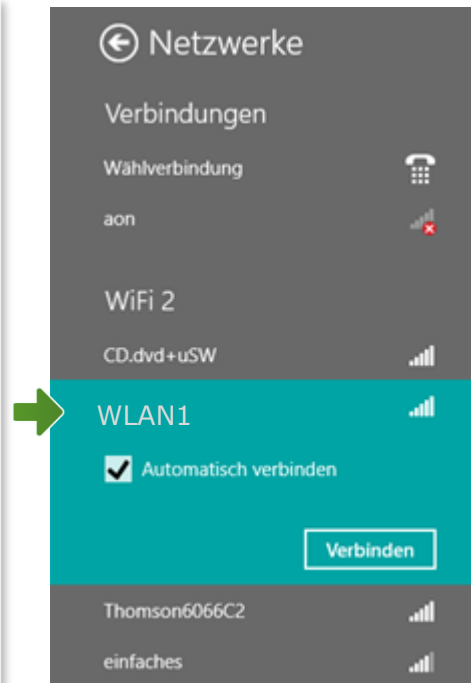 Netzwerke
Verbindungen
Wählverbindung
aon
WiFi 2
CD.dvd+uSW
WLAN1
Automatisch verbinden
Verbinden
Thomson6066C2
einfaches